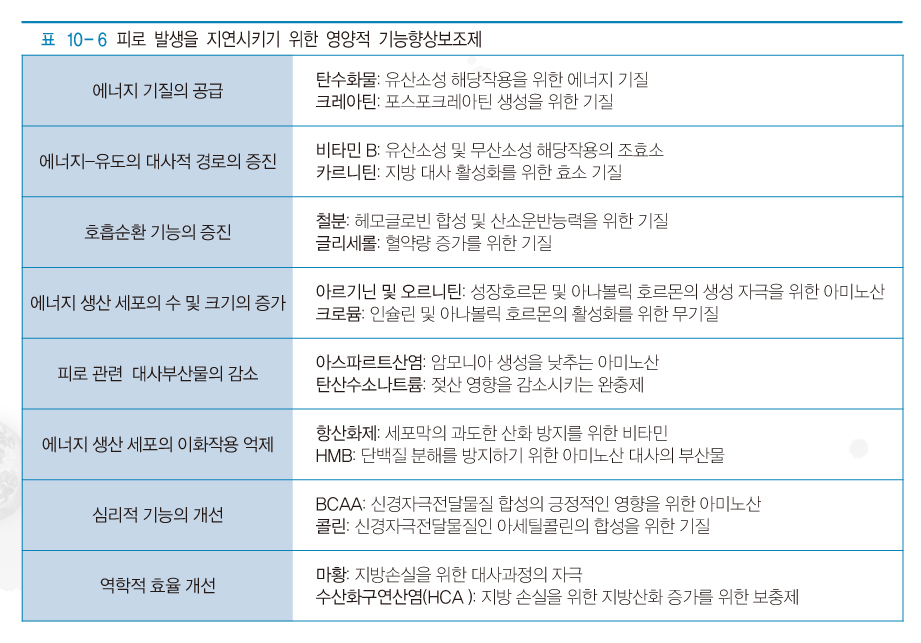 표 10-6 피로 발생을 지연시키기 위한 영양적 기능향상보조제
에너지 기질의 공급
탄수화물: 유산소성 해당작용을 위한 에너지 기질
크레아틴: 포스포크레아틴 생성을 위한 기질
에너지-유도의 대사적 경로의 증진
비타민 B: 유산소성 및 무산소성 해당작용의 조효소
카르니틴: 지방 대사 활성화를 위한 효소 기질
호흡순환 기능의 증진
철분: 헤모글로빈 합성 및 산소운반능력을 위한 기질
글리세롤: 혈약량 증가를 위한 기질
에너지 생산 세포의 수 및 크기의 증가
아르기닌 및 오르니틴: 성장호르몬 및 아나볼릭 호르몬의 생성 자극을 위한 아미노산
크로뮴: 인슐린 및 아나볼릭 호르몬의 활성화를 위한 무기질
피로 관련 대사부산물의 감소
아스파르트산염: 암모니아 생성을 낮추는 아미노산
탄산수소나트륨: 젖산 영향을 감소시키는 완충제
에너지 생산 세포의 이화작용 억제
항산화제: 세포막의 과도한 산화 방지를 위한 비타민
HMB: 단백질 분해를 방지하기 위한 아미노산 대사의 부산물
심리적 기능의 개선
BCAA: 신경자극전달물질 합성의 긍정적인 영향을 위한 아미노산
콜린: 신경자극전달물질인 아세틸콜린의 합성을 위한 기질
역학적 효율 개선
마황: 지방손실을 위한 대사과정의 자극
수산화구연산염(HCA ): 지방 손실을 위한 지방산화 증가를 위한 보충제